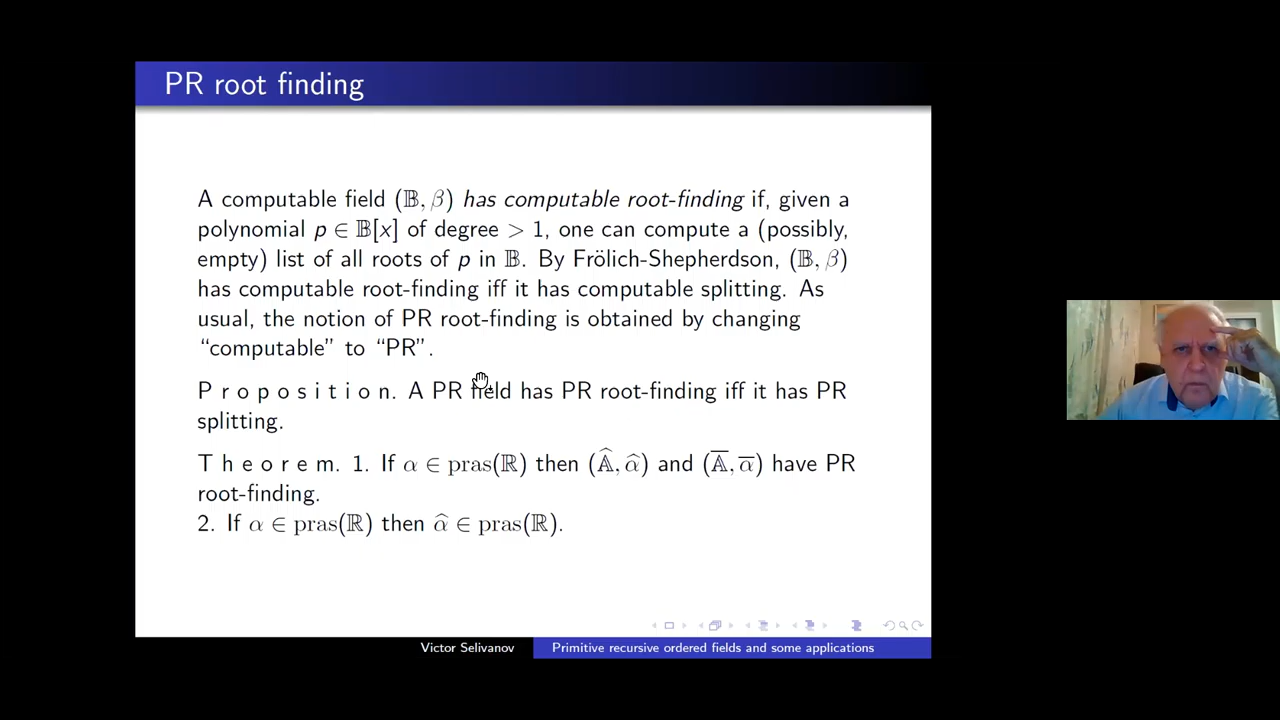 PR root finding
A computable field (𝔹, β) has computable root-finding if, given a
polynomial p ∈ 𝔹[x] of degree > 1, one can compute a (possibly,
empty) list of all roots of p in 𝔹. By Frölich-Shepherdson, (𝔹, β)
has computable root-finding iff it has computable splitting. As
usual, the notion of PR root-finding is obtained by changing
“computable” to “PR”.
P r o p o s i t i o n. A PR field has PR root-finding iff it has PR
splitting.
T h e o r e m. 1. If α ∈ pras(ℝ) then (𝔸̂, α̂) and (𝔸̅, α̅) have PR
root-finding.
2. If α ∈ pras(ℝ) then α̂ ∈ pras(ℝ).
Victor Selivanov Primitive recursive ordered fields and some applications